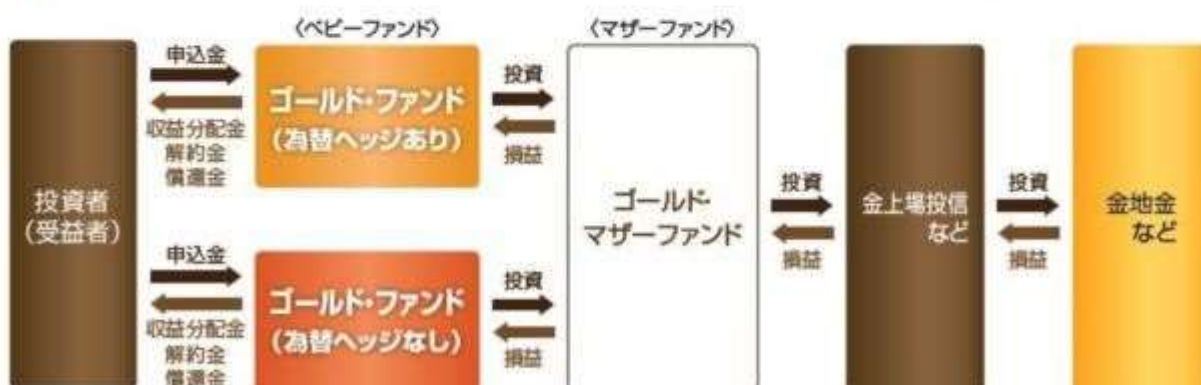 〈ベビーファンド〉
〈マザーファンド〉
投資者
(受益者)
申込金
収益分配金
解約金
償還金
ゴールド・ファンド
(為替ヘッジあり)
投資
損益
申込金
収益分配金
解約金
償還金
ゴールド・ファンド
(為替ヘッジなし)
投資
損益
ゴールド・
マザーファンド
投資
損益
金上場投信
など
投資
損益
金地金
など